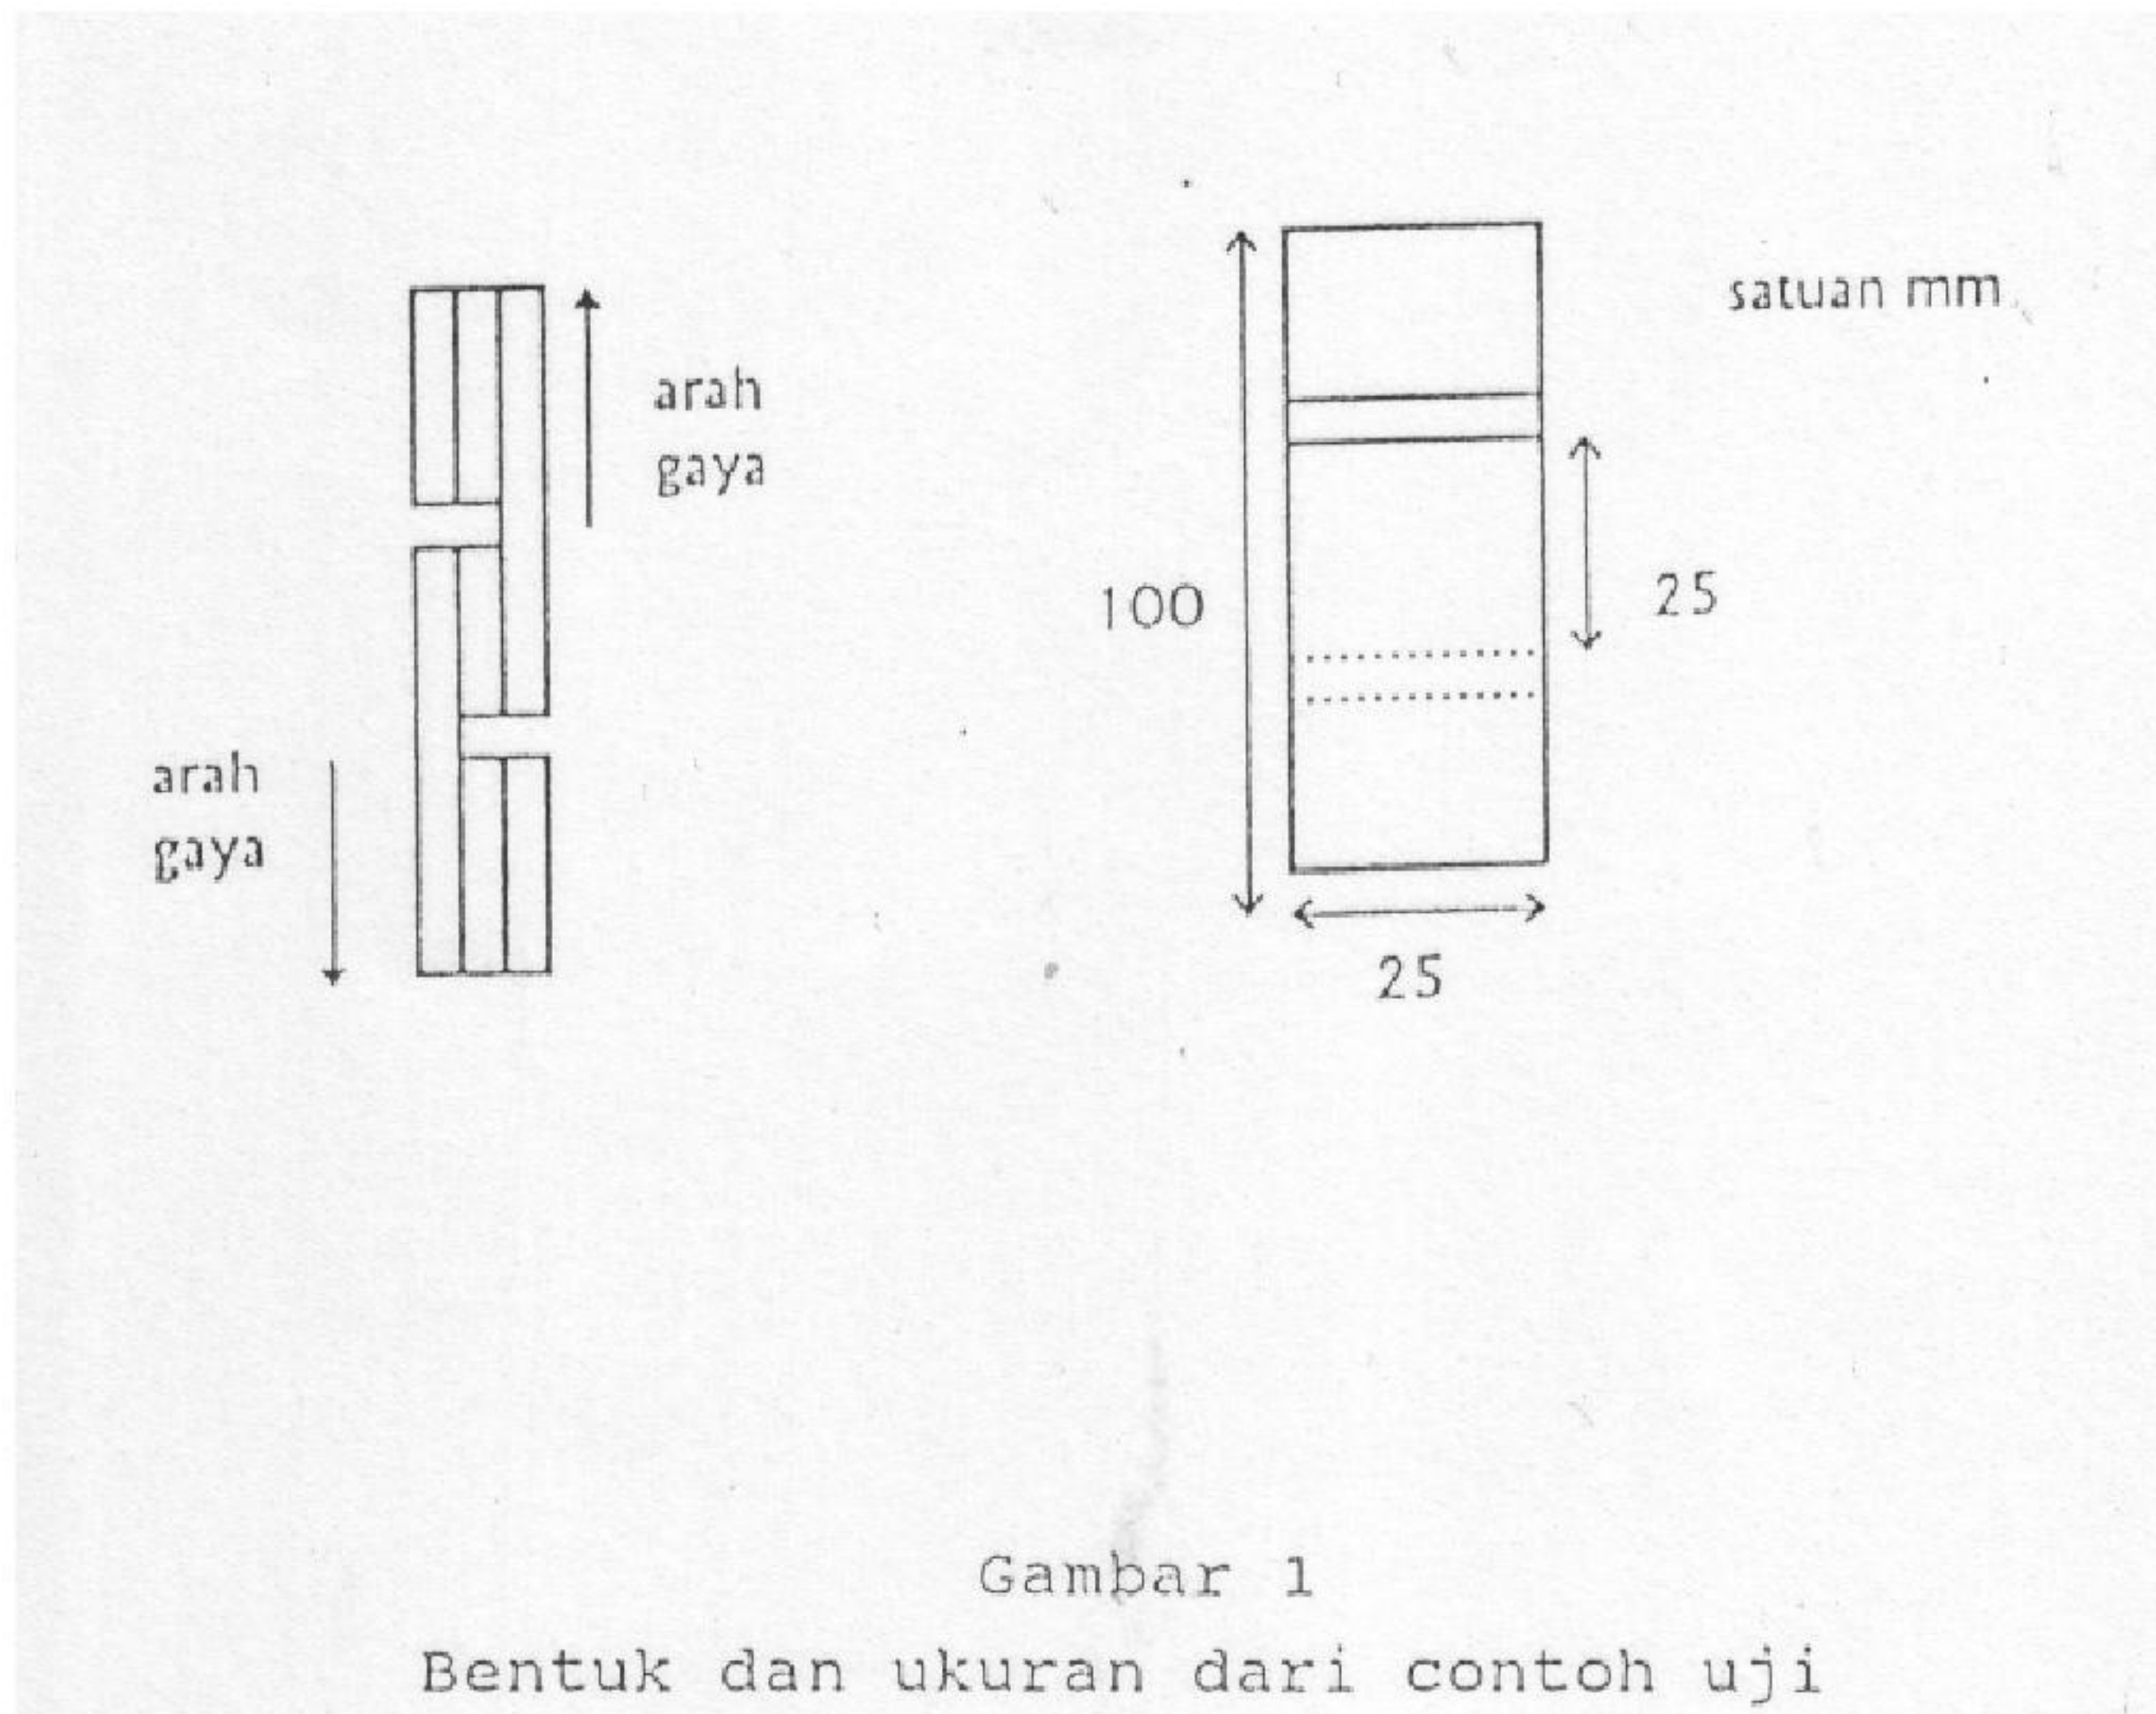 satuan mm
arah
gaya
100
25
arah
gaya
25
Gambar 1
Bentuk dan ukuran dari contoh uji